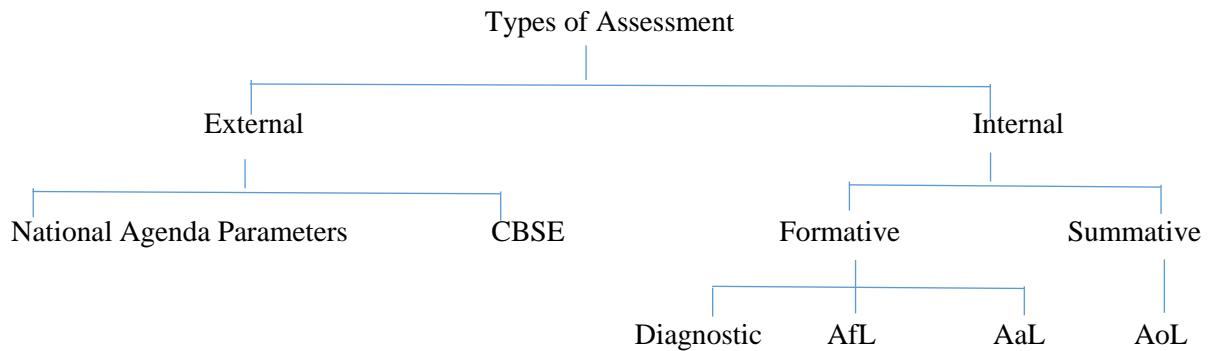 Types of Assessment
External Internal
National Agenda Parameters CBSE Formative Summative
Diagnostic AfL AaL AoL